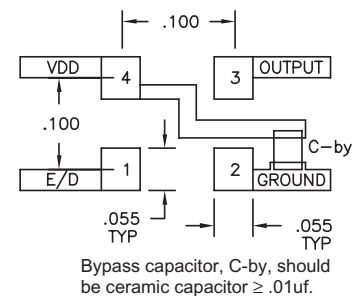 .100
VDD 4 3 OUTPUT
.100
C-by
1 2
E/D GROUND
.055
TYP
.055
TYP
Bypass capacitor, C-by, should
be ceramic capacitor ≥ .01uf.